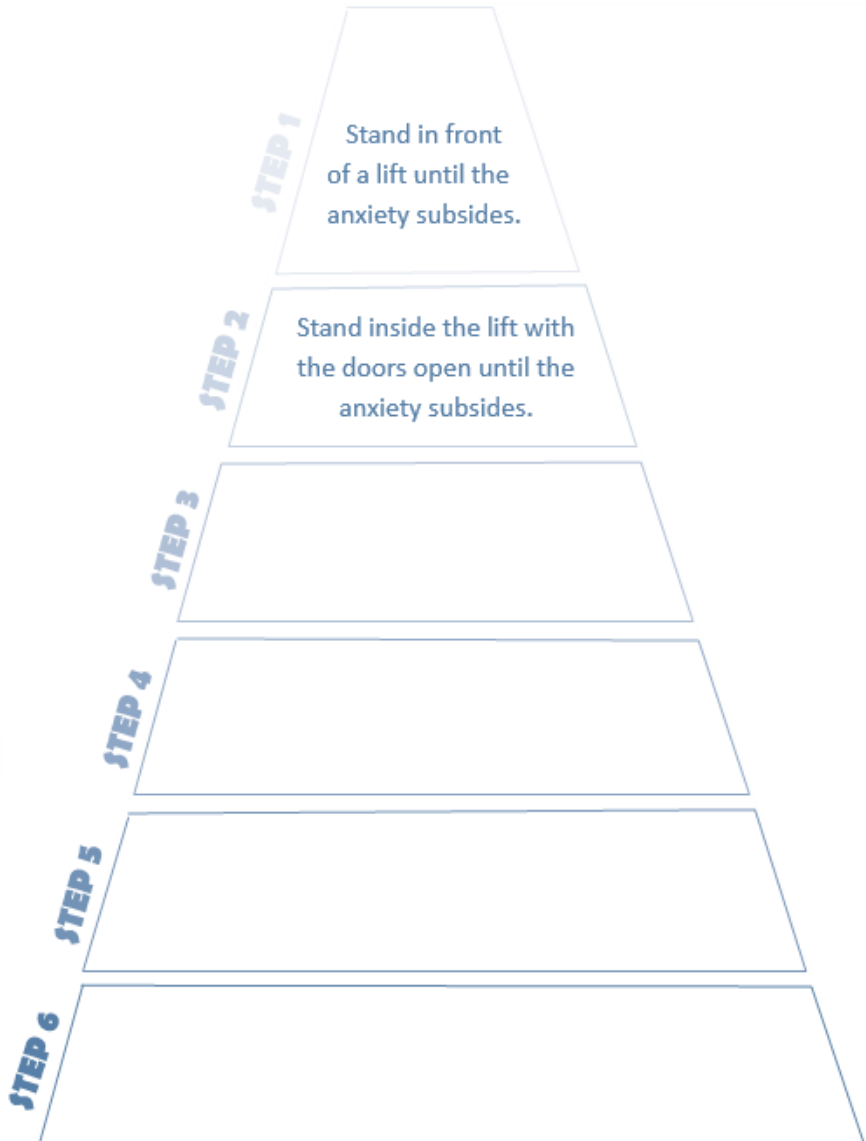 STEP 1
Stand in front
of a lift until the
anxiety subsides.
STEP 2
Stand inside the lift with
the doors open until the
anxiety subsides.
STEP 3
STEP 4
STEP 5
STEP 6